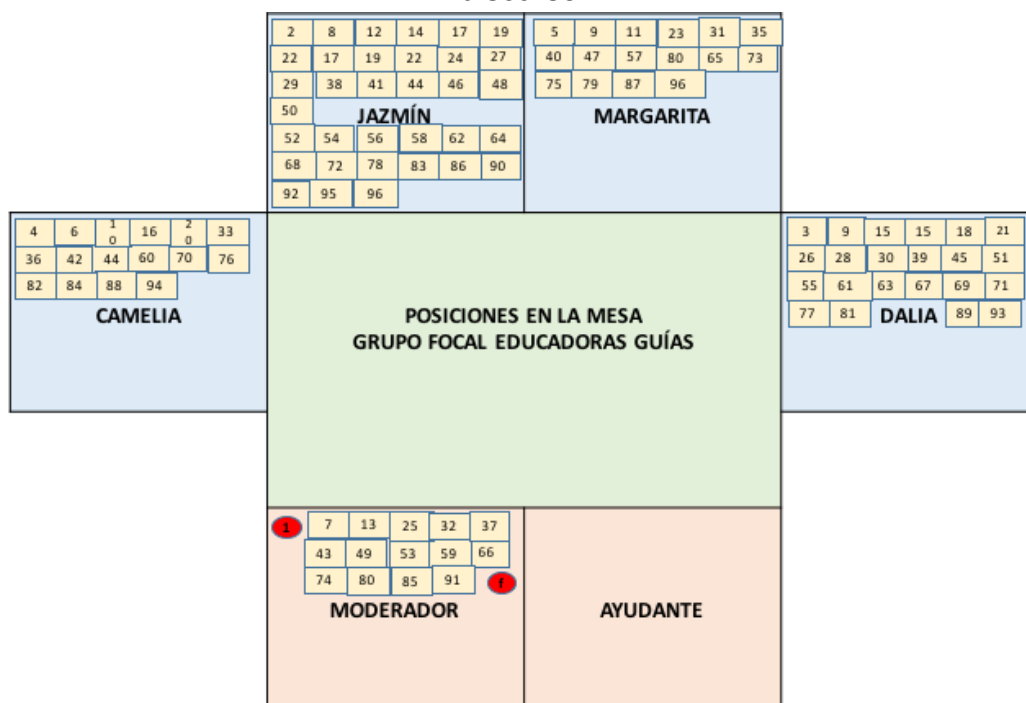 2 8 12 14 17 19
22 17 19 22 24 27
29 38 41 44 46 48
50
JAZMÍN
52 54 56 58 62 64
68 72 78 83 86 90
92 95 96
5 9 11 23 31 35
40 47 57 80 65 73
75 79 87 96
MARGARITA
4 6 10 16 20 33
36 42 44 60 70 76
82 84 88 94
CAMELIA
POSICIONES EN LA MESA
GRUPO FOCAL EDUCADORAS GUÍAS
3 9 15 15 18 21
26 28 30 39 45 51
55 61 63 67 69 71
77 81 DALIA 89 93
1 7 13 25 32 37
43 49 53 59 66
74 80 85 91 f
MODERADOR
AYUDANTE